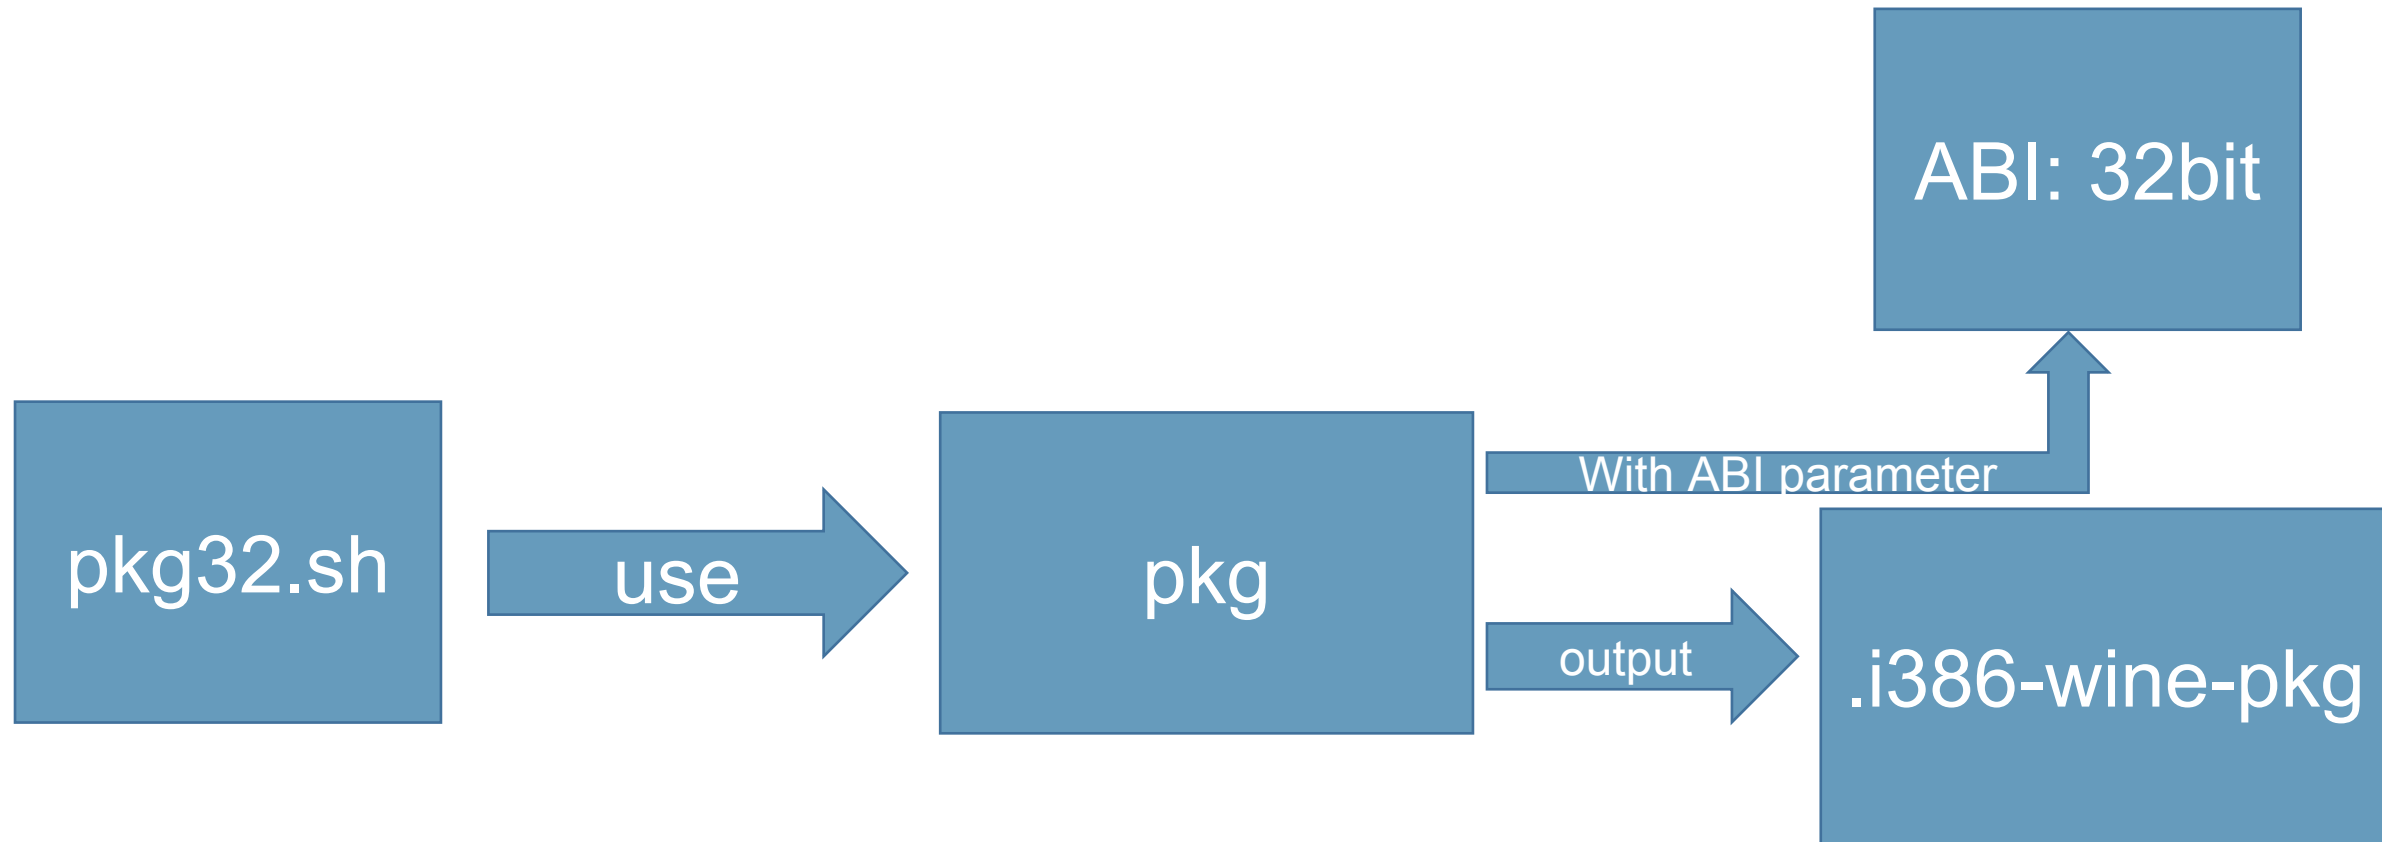 ABI: 32bit
With ABI parameter
pkg32.sh
use
pkg
output
.i386-wine-pkg